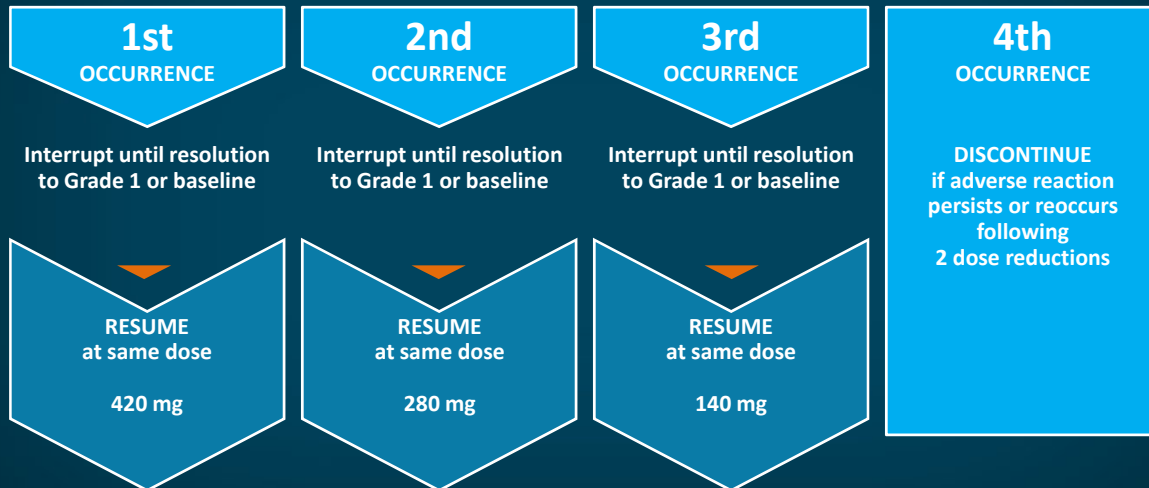 1st
OCCURRENCE
Interrupt until resolution
to Grade 1 or baseline
RESUME
at same dose
420 mg
2nd
OCCURRENCE
Interrupt until resolution
to Grade 1 or baseline
RESUME
at same dose
280 mg
3rd
OCCURRENCE
Interrupt until resolution
to Grade 1 or baseline
RESUME
at same dose
140 mg
4th
OCCURRENCE
DISCONTINUE
if adverse reaction
persists or reoccurs
following
2 dose reductions